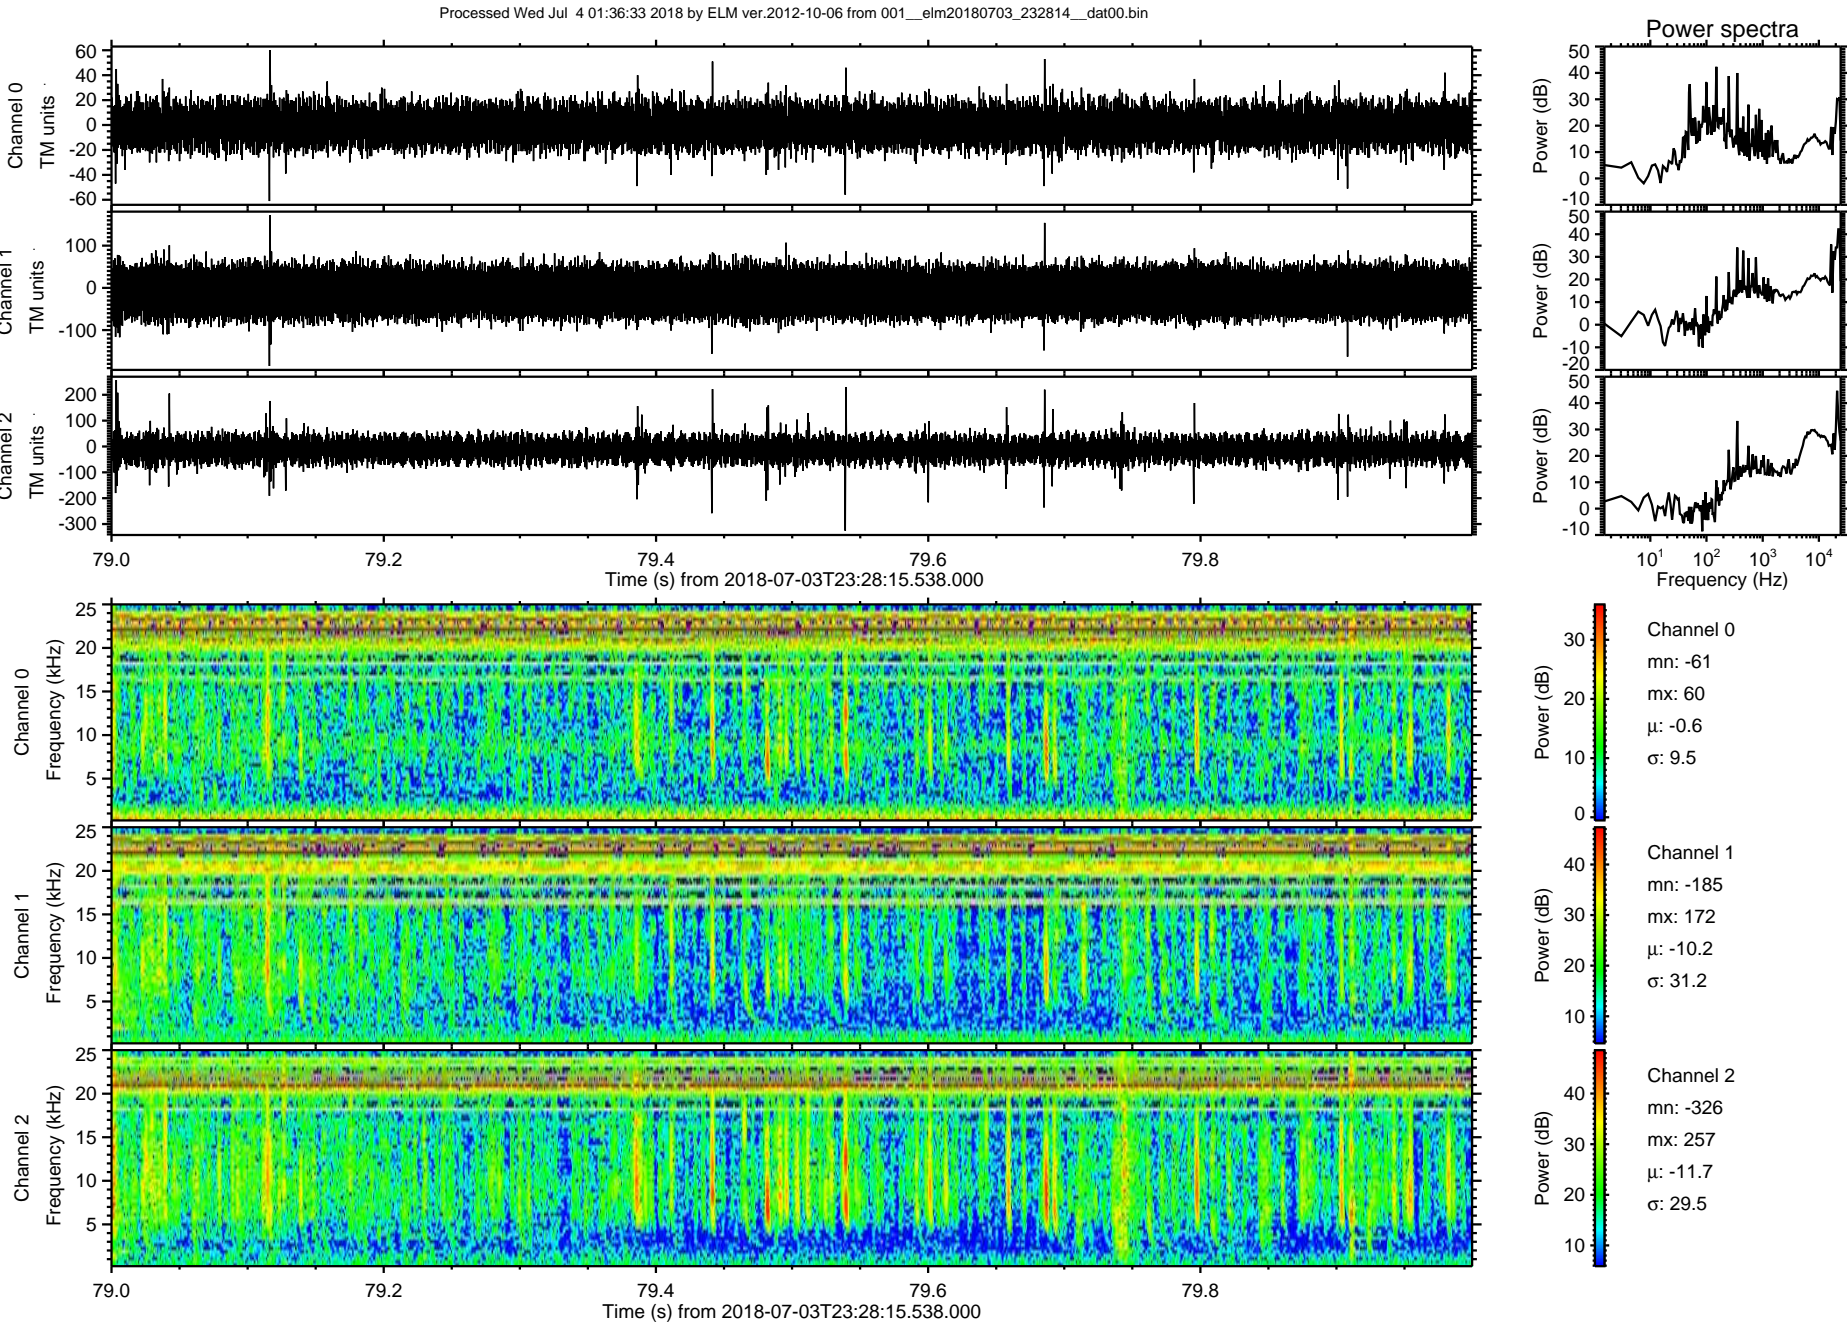 Processed Wed Jul  4 01:36:33 2018 by ELM ver.2012-10-06 from 001__elm20180703_232814__dat00.bin
Power spectra
Channel 0
TM units
60
40
20
0
-20
-40
-60
Power (dB)
50
40
30
20
10
0
-10
Channel 1
TM units
100
0
-100
Power (dB)
50
40
30
20
10
0
-10
-20
Channel 2
TM units
200
100
0
-100
-200
-300
Power (dB)
50
40
30
20
10
0
-10
79.0 79.2 79.4 79.6 79.8
Time (s) from 2018-07-03T23:28:15.538.000
10^1 10^2 10^3 10^4
Frequency (Hz)
Channel 0
Frequency (kHz)
25
20
15
10
5
Power (dB)
30
20
10
0
Channel 0
mn: -61
mx: 60
μ: -0.6
σ: 9.5
Channel 1
Frequency (kHz)
25
20
15
10
5
Power (dB)
40
30
20
10
Channel 1
mn: -185
mx: 172
μ: -10.2
σ: 31.2
Channel 2
Frequency (kHz)
25
20
15
10
5
Power (dB)
40
30
20
10
Channel 2
mn: -326
mx: 257
μ: -11.7
σ: 29.5
79.0 79.2 79.4 79.6 79.8
Time (s) from 2018-07-03T23:28:15.538.000